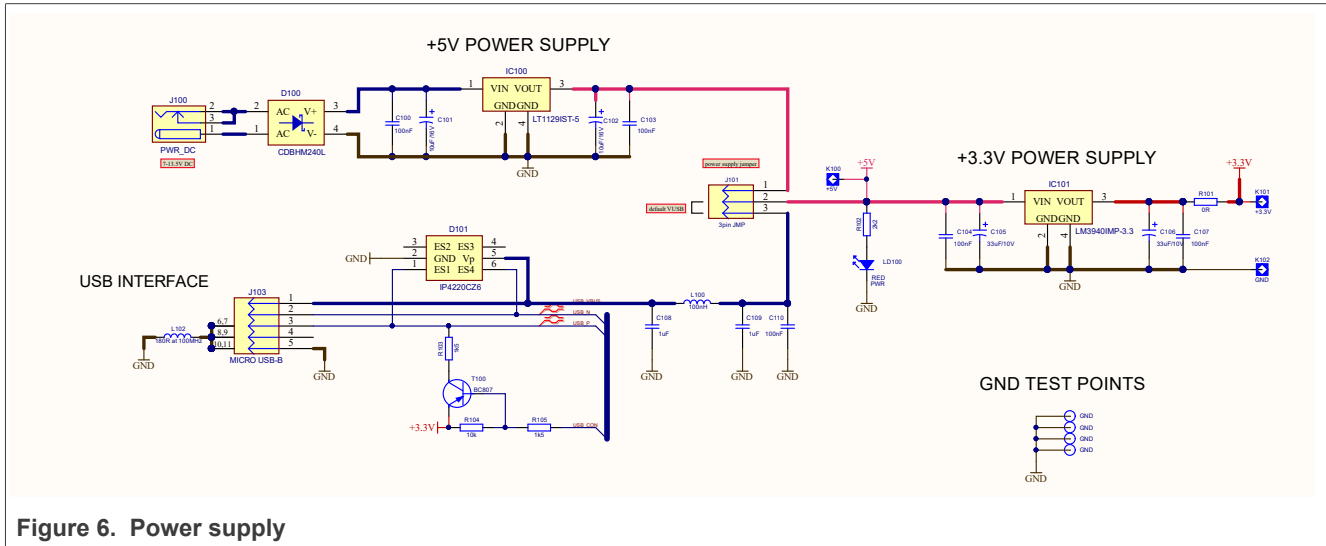 +5V POWER SUPPLY
J100
2
3
1
PWR_DC
7-13.5V DC
D100
2 AC V+ 3
1 AC V- 4
CDBHM240L
C100
100nF
C101
10uF/16V
IC100
1 VIN VOUT 3
GND GND
2 4
LT1129IST-5
C102
10uF/16V
C103
100nF
GND
power supply jumper
J101
1
2
3
default VUSB
3pin JMP
+3.3V POWER SUPPLY
K100
+5V
+5V
R102
2k2
LD100
RED
PWR
GND
C104
100nF
C105
33uF/10V
IC101
1 VIN VOUT 3
GND GND
2 4
LM3940IMP-3.3
C106
33uF/10V
C107
100nF
R101
0R
+3.3V
K101
+3.3V
K102
GND
GND
USB INTERFACE
D101
3 ES2 ES3 4
GND 2 GND Vp 5
1 ES1 ES4 6
IP4220CZ6
J103
1
2
3
4
5
6,7
8,9
10,11
MICRO USB-B
L102
180R at 100MHz
GND
GND
USB_VBUS
USB_N
USB_P
R103
1k5
T100
BC807
+3.3V
R104
10k
R105
1k5
USB_CON
L100
100nH
C108
1uF
GND
C109
1uF
GND
C110
100nF
GND
GND TEST POINTS
GND
GND
GND
GND
GND
Figure 6. Power supply